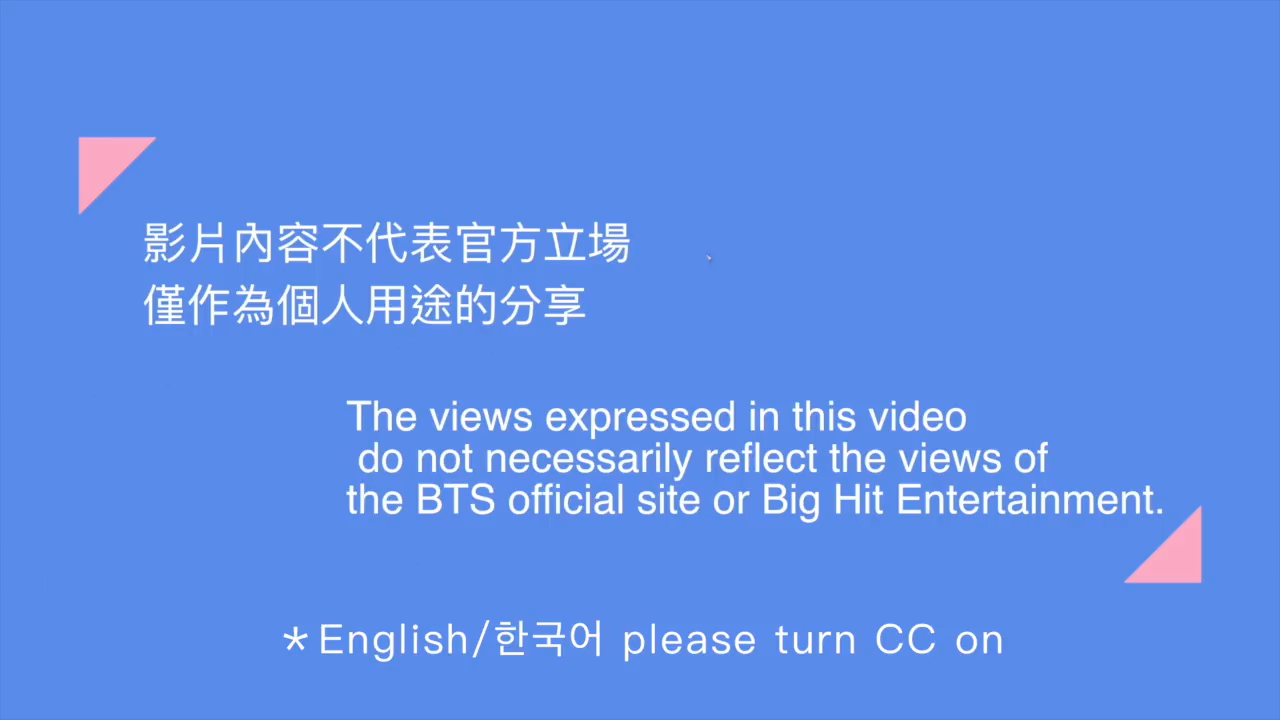 影片內容不代表官方立場
僅作為個人用途的分享
The views expressed in this video
do not necessarily reflect the views of
the BTS official site or Big Hit Entertainment.
*English/한국어 please turn CC on